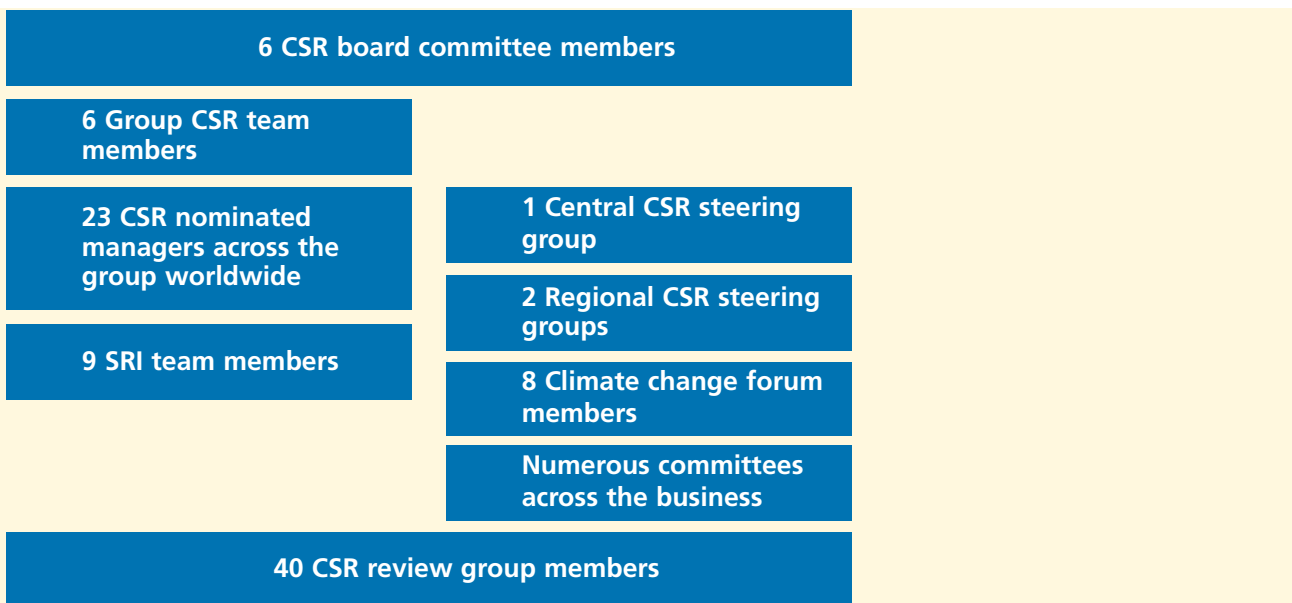 6 CSR board committee members
6 Group CSR team
members
23 CSR nominated
managers across the
group worldwide
9 SRI team members
1 Central CSR steering
group
2 Regional CSR steering
groups
8 Climate change forum
members
Numerous committees
across the business
40 CSR review group members